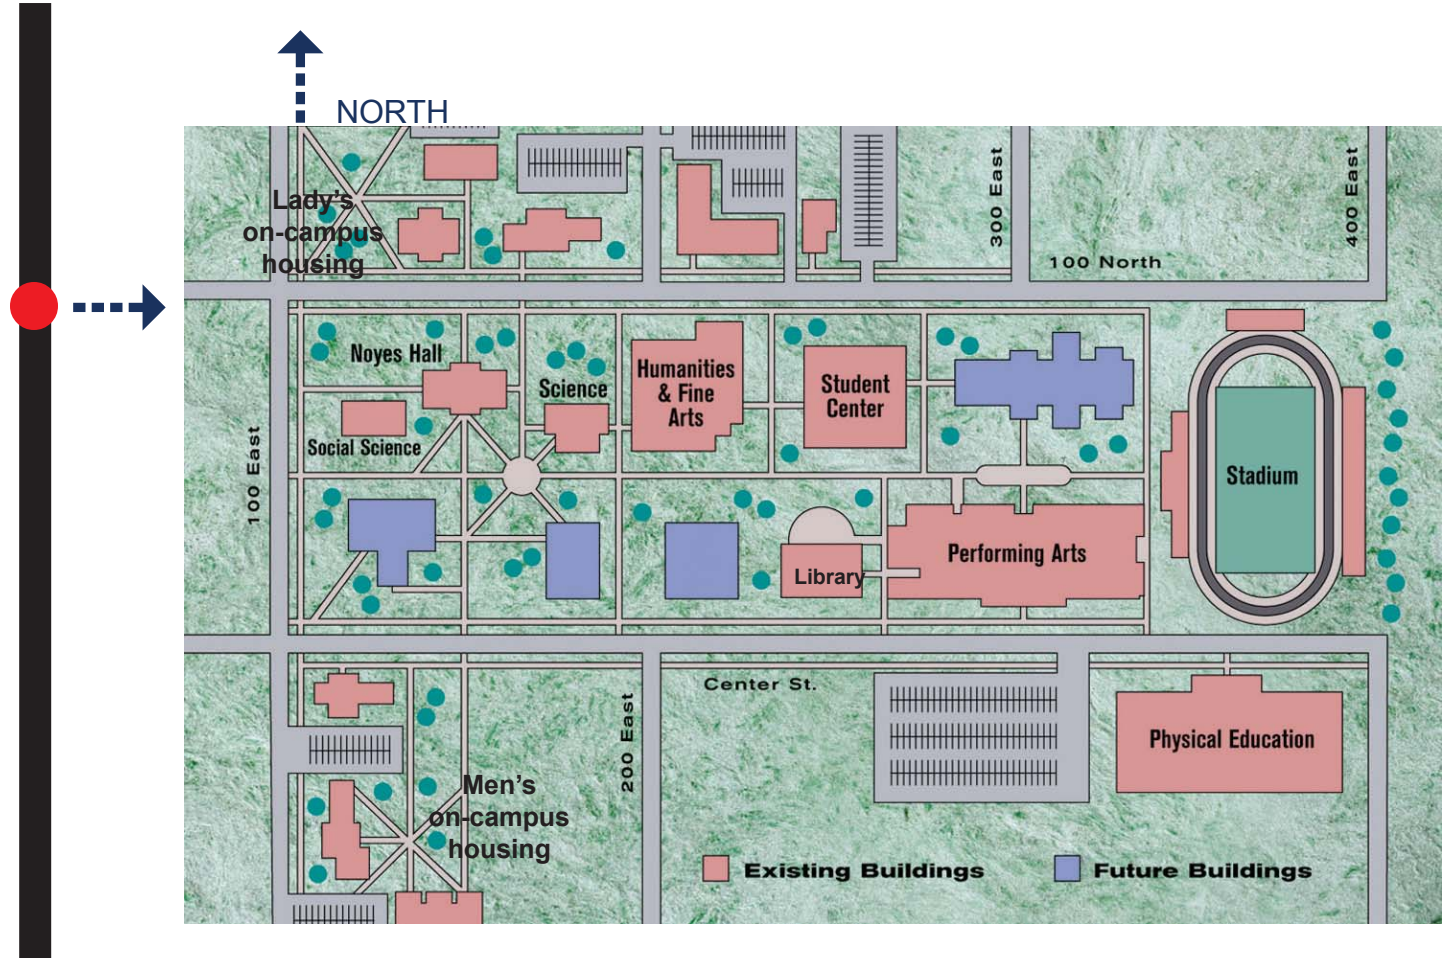 NORTH
Lady's
on-campus
housing
300 East
400 East
100 North
Noyes Hall
Science
Humanities
& Fine
Arts
Student
Center
Social Science
100 East
Stadium
Performing Arts
Library
Center St.
200 East
Physical Education
Men's
on-campus
housing
Existing Buildings
Future Buildings